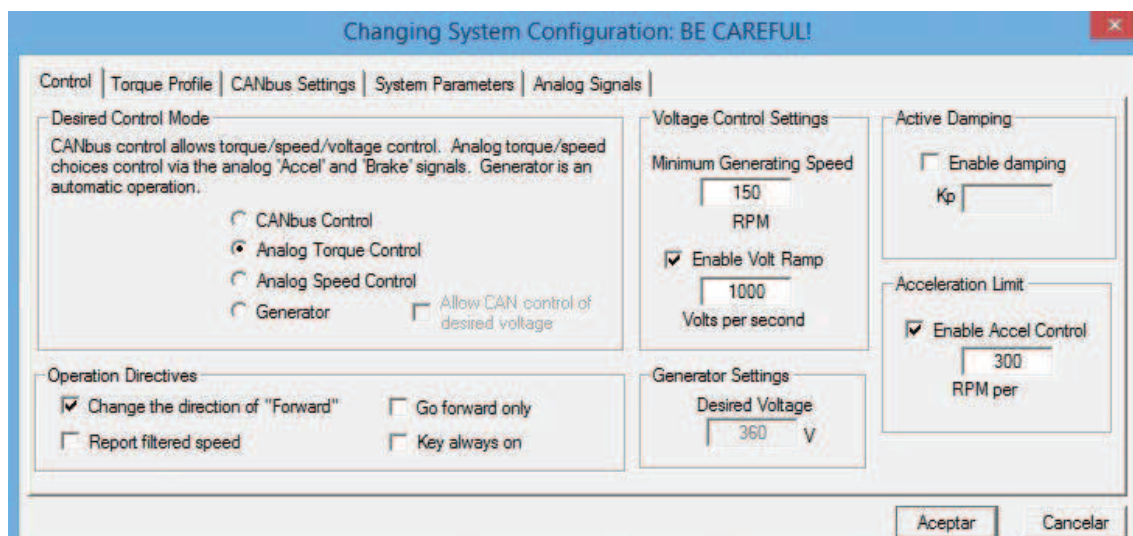 Changing System Configuration: BE CAREFUL!
Control
Torque Profile
CANbus Settings
System Parameters
Analog Signals
Desired Control Mode
CANbus control allows torque/speed/voltage control. Analog torque/speed
choices control via the analog 'Accel' and 'Brake' signals. Generator is an
automatic operation.
CANbus Control
Analog Torque Control
Analog Speed Control
Generator
Allow CAN control of
desired voltage
Operation Directives
Change the direction of "Forward"
Go forward only
Report filtered speed
Key always on
Voltage Control Settings
Minimum Generating Speed
150
RPM
Enable Volt Ramp
1000
Volts per second
Generator Settings
Desired Voltage
360 V
Active Damping
Enable damping
Kp
Acceleration Limit
Enable Accel Control
300
RPM per
Aceptar
Cancelar